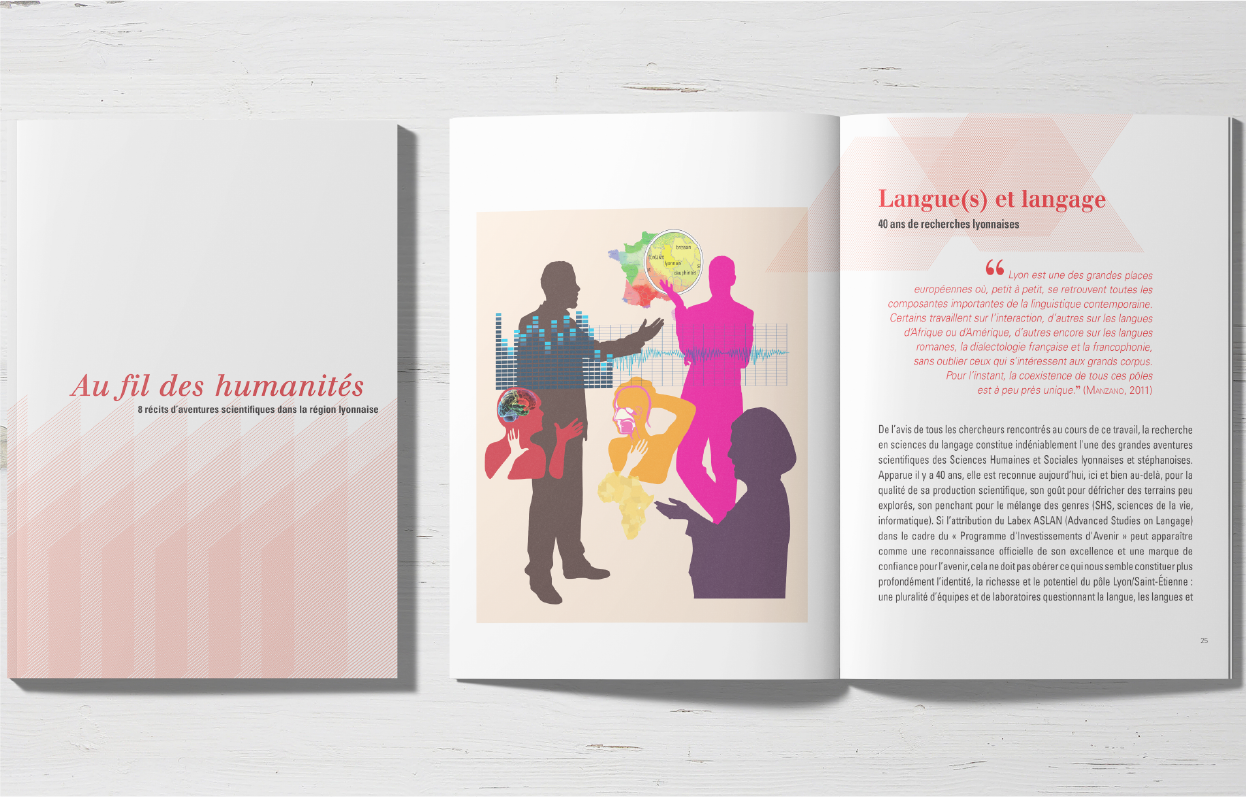 Au fil des humanités
8 récits d'aventures scientifiques dans la région lyonnaise
bressan
lyonnais
dauphinois
Langue(s) et langage
40 ans de recherches lyonnaises
“ Lyon est une des grandes places
européennes où, petit à petit, se retrouvent toutes les
composantes importantes de la linguistique contemporaine.
Certains travaillent sur l'interaction, d'autres sur les langues
d'Afrique ou d'Amérique, d'autres encore sur les langues
romanes, la dialectologie française et la francophonie,
sans oublier ceux qui s'intéressent aux grands corpus.
Pour l'instant, la coexistence de tous ces pôles
est à peu près unique.” (MANZANO, 2011)
De l'avis de tous les chercheurs rencontrés au cours de ce travail, la recherche
en sciences du langage constitue indéniablement l'une des grandes aventures
scientifiques des Sciences Humaines et Sociales lyonnaises et stéphanoises.
Apparue il y a 40 ans, elle est reconnue aujourd'hui, ici et bien au-delà, pour la
qualité de sa production scientifique, son goût pour défricher des terrains peu
explorés, son penchant pour le mélange des genres (SHS, sciences de la vie,
informatique). Si l'attribution du Labex ASLAN (Advanced Studies on Langage)
dans le cadre du « Programme d'Investissements d'Avenir » peut apparaître
comme une reconnaissance officielle de son excellence et une marque de
confiance pour l'avenir, cela ne doit pas obérer ce qui nous semble constituer plus
profondément l'identité, la richesse et le potentiel du pôle Lyon/Saint-Étienne :
une pluralité d'équipes et de laboratoires questionnant la langue, les langues et
25